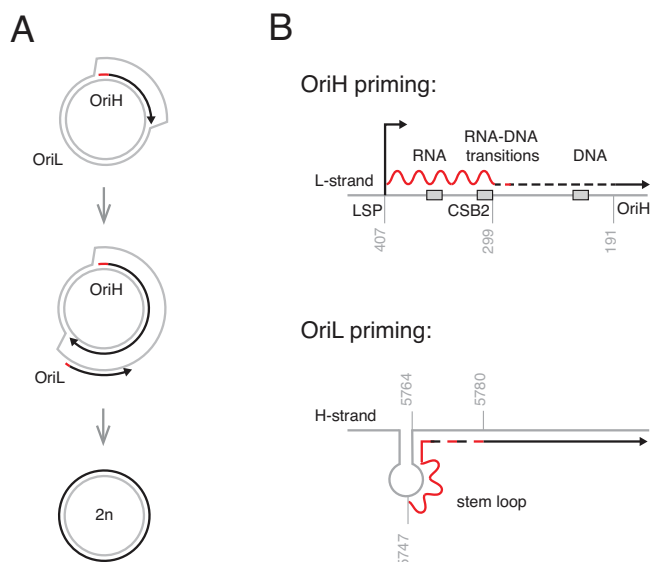 A
OriH
OriL
OriH
OriL
2n
B
OriH priming:
RNA
RNA-DNA
transitions
DNA
L-strand
LSP
CSB2
OriH
407
299
191
OriL priming:
5764
5780
H-strand
stem loop
5747